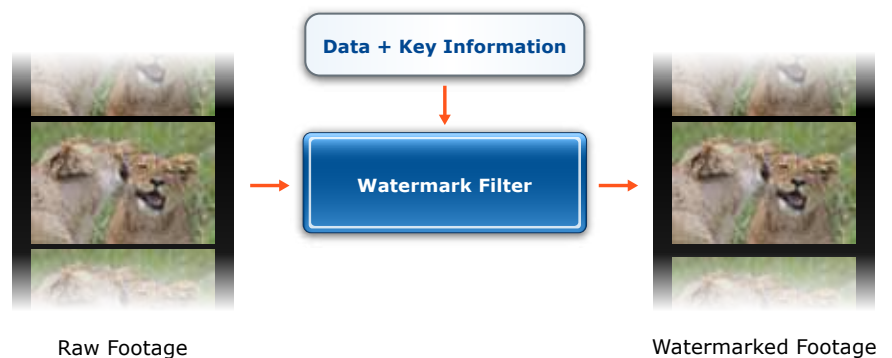 Data + Key Information
Watermark Filter
Raw Footage
Watermarked Footage